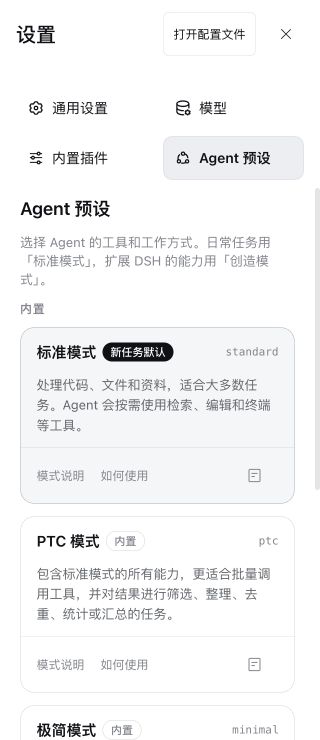 设置
打开配置文件
通用设置
模型
内置插件
Agent 预设
Agent 预设
选择 Agent 的工具和工作方式。日常任务用
「标准模式」，扩展 DSH 的能力用「创造模
式」。
内置
标准模式 新任务默认 standard
处理代码、文件和资料，适合大多数任
务。Agent 会按需使用检索、编辑和终端
等工具。
模式说明 如何使用
PTC 模式 内置 ptc
包含标准模式的所有能力，更适合批量调
用工具，并对结果进行筛选、整理、去
重、统计或汇总的任务。
模式说明 如何使用
极简模式 内置 minimal